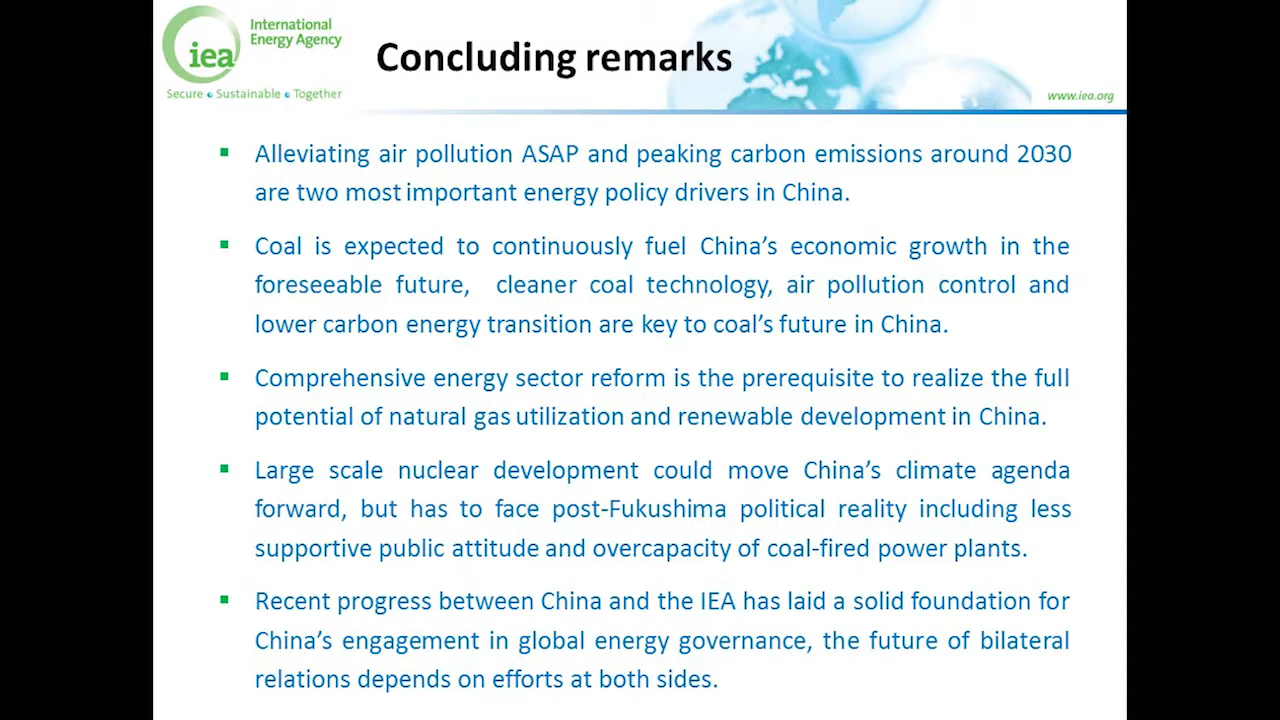 International
Energy Agency
iea
Secure • Sustainable • Together
Concluding remarks
www.iea.org
▪ Alleviating air pollution ASAP and peaking carbon emissions around 2030
are two most important energy policy drivers in China.
▪ Coal is expected to continuously fuel China’s economic growth in the
foreseeable future, cleaner coal technology, air pollution control and
lower carbon energy transition are key to coal’s future in China.
▪ Comprehensive energy sector reform is the prerequisite to realize the full
potential of natural gas utilization and renewable development in China.
▪ Large scale nuclear development could move China’s climate agenda
forward, but has to face post-Fukushima political reality including less
supportive public attitude and overcapacity of coal-fired power plants.
▪ Recent progress between China and the IEA has laid a solid foundation for
China’s engagement in global energy governance, the future of bilateral
relations depends on efforts at both sides.